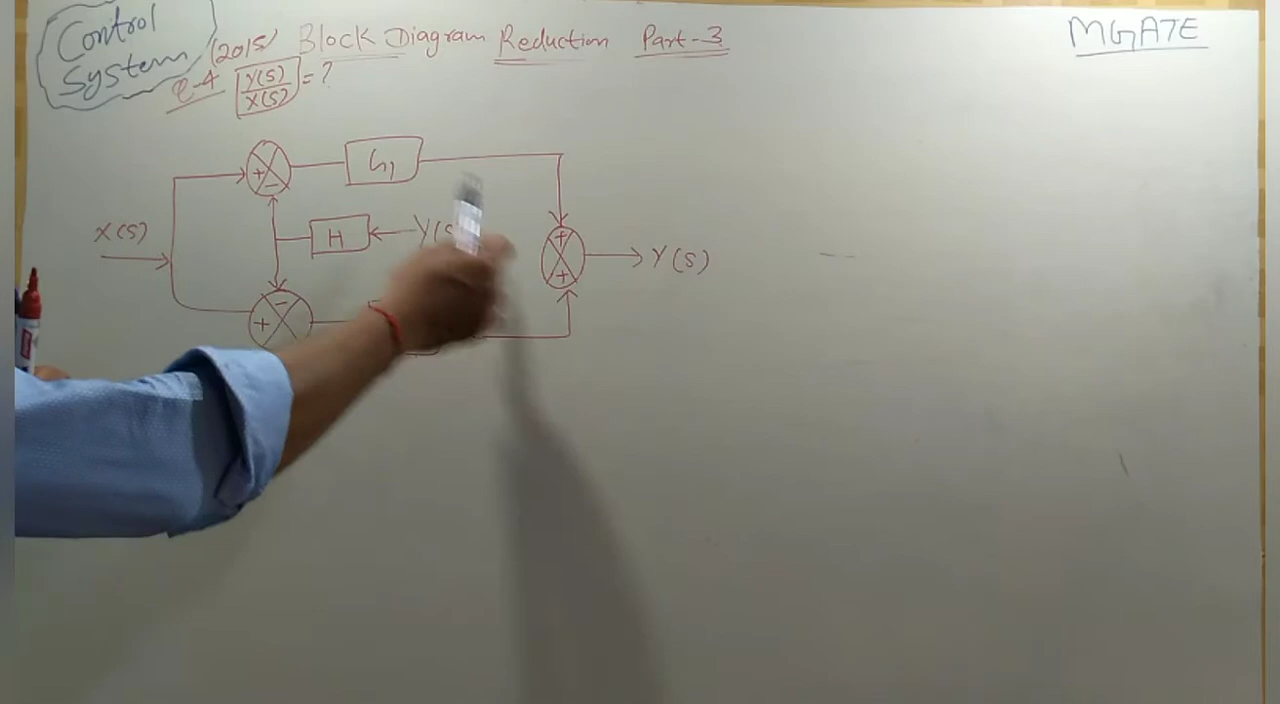 Control
System
(2015) Block Diagram Reduction Part-3
MGATE
Q-4 Y(S)/X(S) = ?
+
-
G1
X(S)
H
Y(S
+
+
Y(S)
-
+